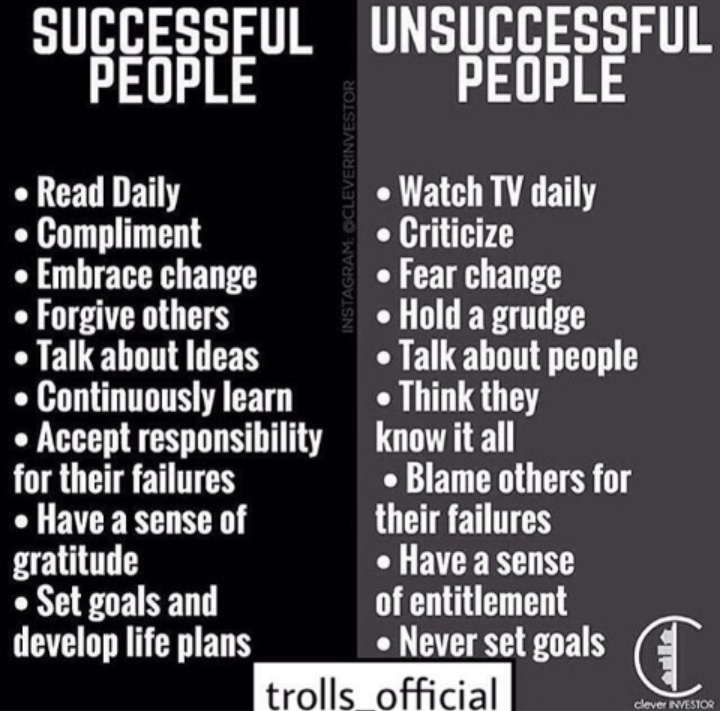 SUCCESSFUL
PEOPLE
• Read Daily
• Compliment
• Embrace change
• Forgive others
• Talk about Ideas
• Continuously learn
• Accept responsibility
for their failures
• Have a sense of
gratitude
• Set goals and
develop life plans
INSTAGRAM: @CLEVERINVESTOR
UNSUCCESSFUL
PEOPLE
• Watch TV daily
• Criticize
• Fear change
• Hold a grudge
• Talk about people
• Think they
know it all
• Blame others for
their failures
• Have a sense
of entitlement
• Never set goals
clever INVESTOR
trolls_official